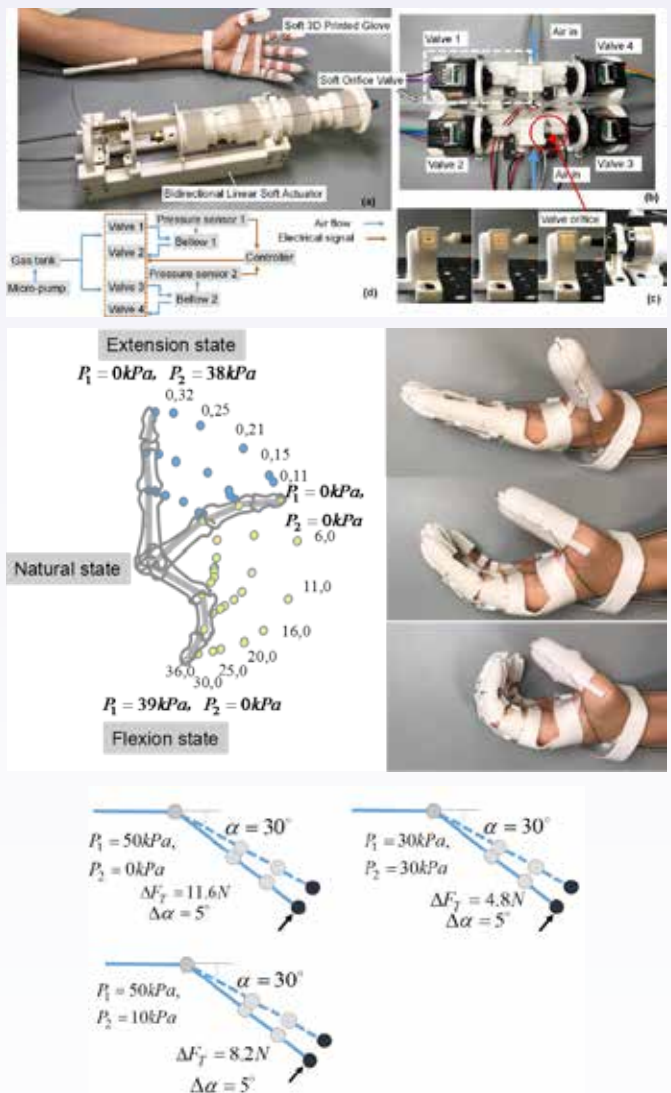 Soft 3D Printed Glove
Bidirectional Linear Soft Actuator
(a)
Valve 1
Air in
Valve 4
Soft Orifice Valve
Valve 2
Air in
Valve 3
(b)
Valve orifice
(c)
Air flow
Electrical signal
Valve 1
Pressure sensor 1
Bellow 1
Valve 2
Gas tank
Controller
Pressure sensor 2
Micro-pump
Valve 3
Bellow 2
Valve 4
(d)
Extension state
P₁ = 0kPa, P₂ = 38kPa
0,32
0,25
0,21
0,15
0,11
P₁ = 0kPa,
P₂ = 0kPa
6,0
Natural state
11,0
16,0
20,0
25,0
30,0
36,0
P₁ = 39kPa, P₂ = 0kPa
Flexion state
α = 30°
P₁ = 50kPa,
P₂ = 0kPa
ΔF_T = 11.6N
Δα = 5°
α = 30°
P₁ = 30kPa,
P₂ = 30kPa
ΔF_T = 4.8N
Δα = 5°
α = 30°
P₁ = 50kPa,
P₂ = 10kPa
ΔF_T = 8.2N
Δα = 5°